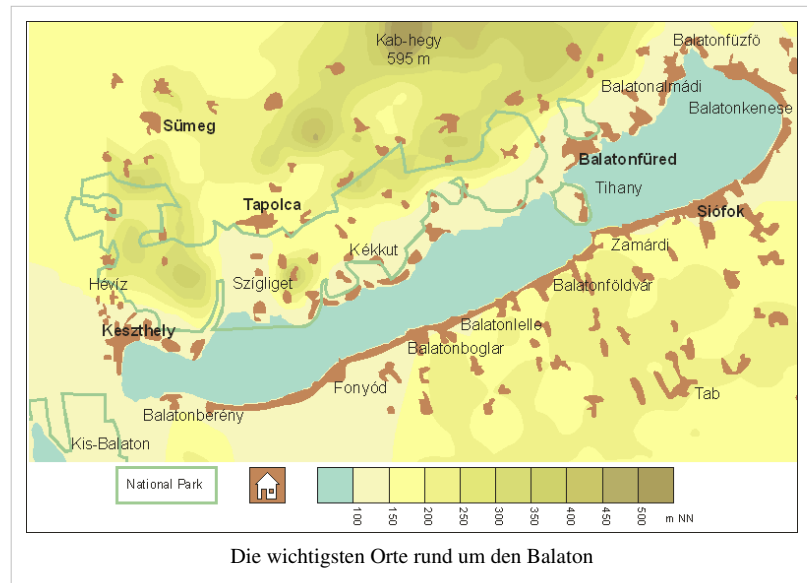 Kab-hegy
595 m
Balatonfüzfö
Balatonalmádi
Balatonkenese
Sümeg
Balatonfüred
Tihany
Tapolca
Siófok
Kékkut
Zamárdi
Hévíz
Szígliget
Balatonföldvár
Keszthely
Balatonlelle
Balatonboglar
Fonyód
Tab
Balatonberény
Kis-Balaton
National Park
100
150
200
250
300
350
400
450
500
m NN
Die wichtigsten Orte rund um den Balaton